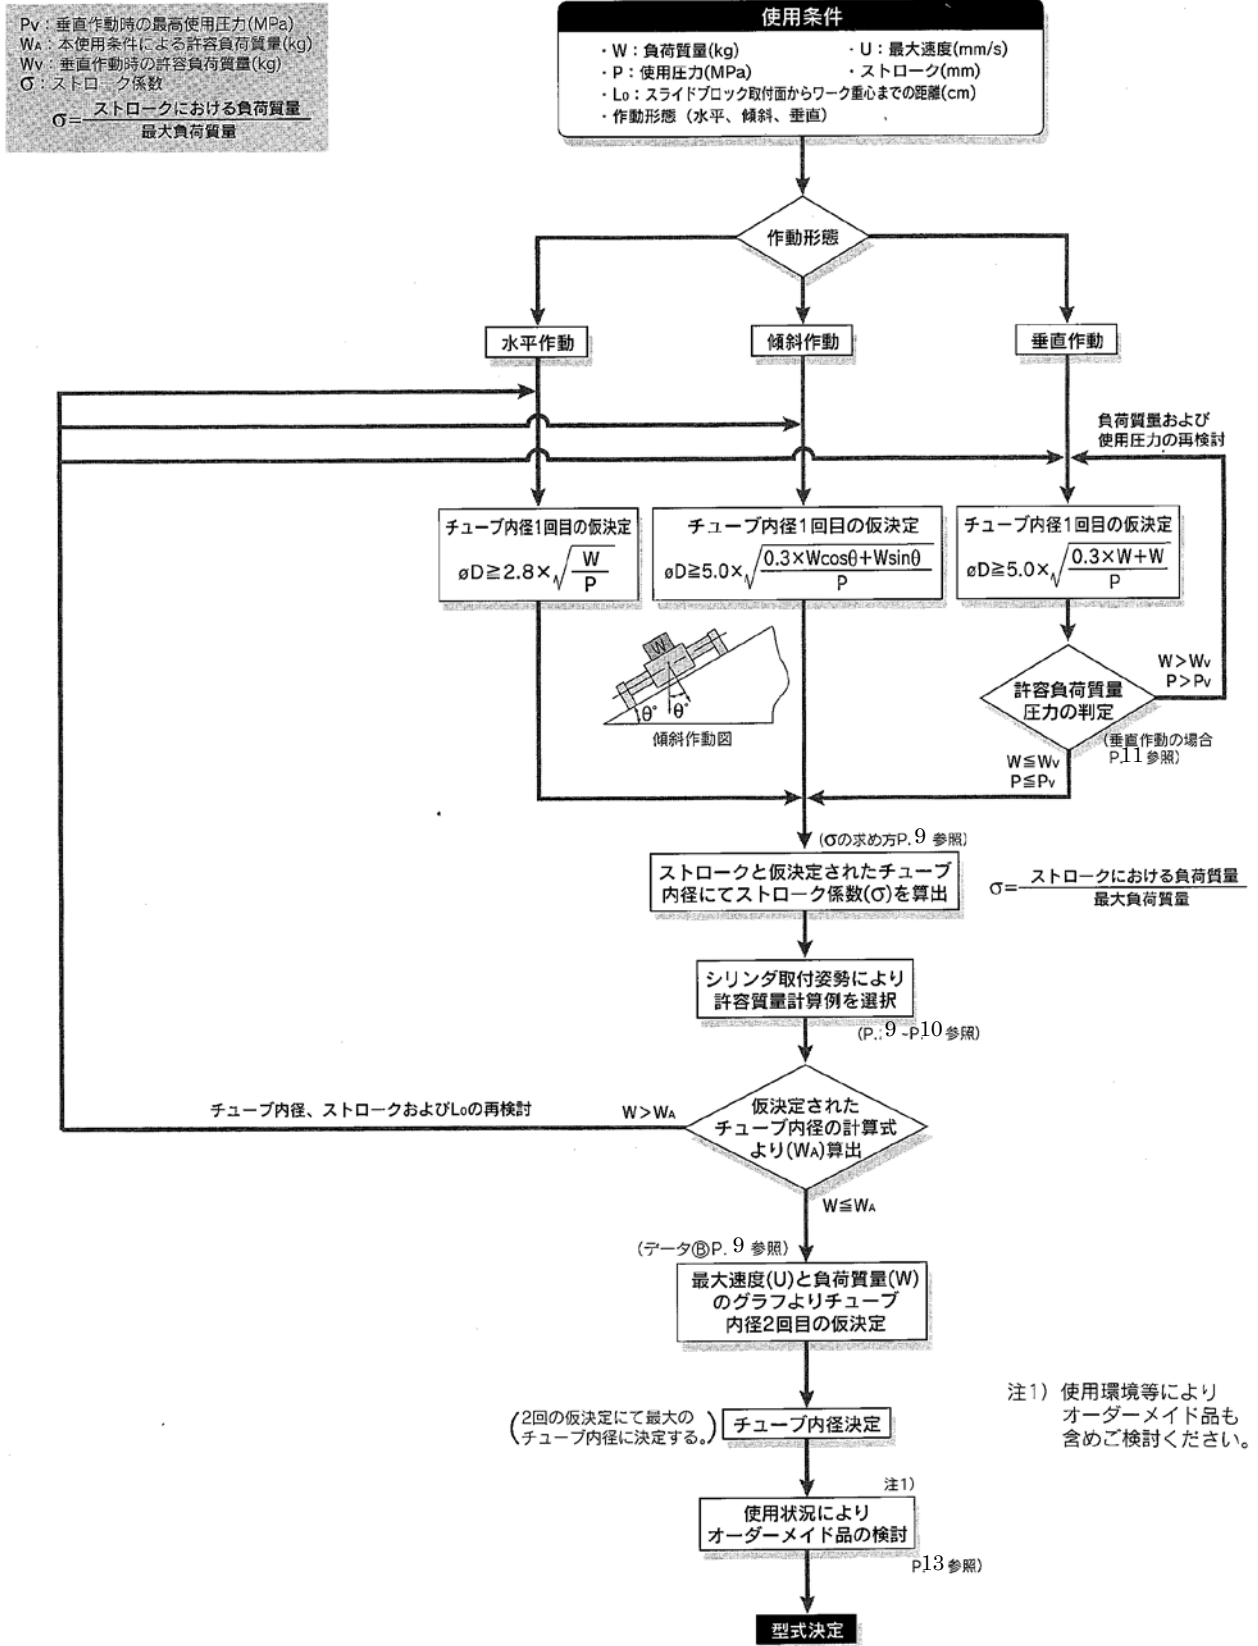 Pv：垂直作動時の最高使用圧力(MPa)
WA：本使用条件による許容負荷質量(kg)
Wv：垂直作動時の許容負荷質量(kg)
σ：ストローク係数
σ=ストロークにおける負荷質量
最大負荷質量
使用条件
・W：負荷質量(kg)
・U：最大速度(mm/s)
・P：使用圧力(MPa)
・ストローク(mm)
・L0：スライドブロック取付面からワーク重心までの距離(cm)
・作動形態（水平、傾斜、垂直）
作動形態
水平作動
傾斜作動
垂直作動
負荷質量および
使用圧力の再検討
チューブ内径1回目の仮決定
øD≧2.8×√W
P
チューブ内径1回目の仮決定
øD≧5.0×√0.3×Wcosθ+Wsinθ
P
チューブ内径1回目の仮決定
øD≧5.0×√0.3×W+W
P
W
θ°
θ°
傾斜作動図
W>Wv
P>Pv
許容負荷質量
圧力の判定
(垂直作動の場合
P.11参照)
W≦Wv
P≦Pv
(σの求め方P.9参照)
ストロークと仮決定されたチューブ
内径にてストローク係数(σ)を算出
σ=ストロークにおける負荷質量
最大負荷質量
シリンダ取付姿勢により
許容質量計算例を選択
(P.:9~P.10参照)
チューブ内径、ストロークおよびL0の再検討
W>WA
仮決定された
チューブ内径の計算式
より(WA)算出
W≦WA
(データⒷP.9参照)
最大速度(U)と負荷質量(W)
のグラフよりチューブ
内径2回目の仮決定
(2回の仮決定にて最大の
チューブ内径に決定する。)
チューブ内径決定
注1) 使用環境等により
オーダーメイド品も
含めご検討ください。
注1)
使用状況により
オーダーメイド品の検討
P.13参照)
型式決定